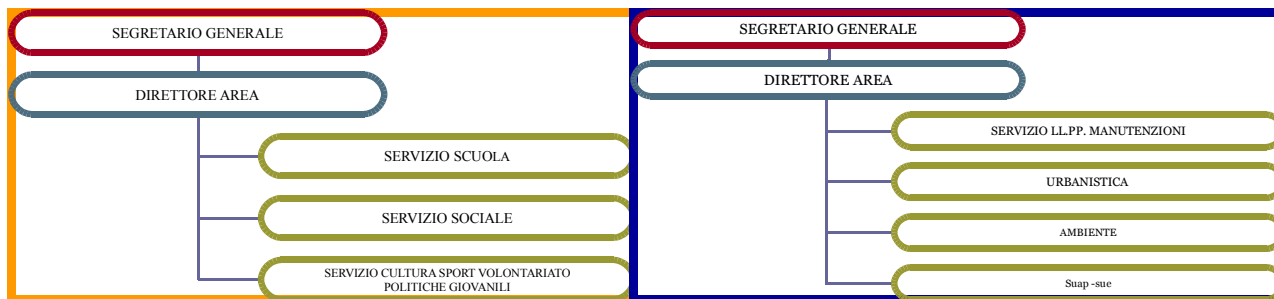 SEGRETARIO GENERALE
DIRETTORE AREA
SERVIZIO SCUOLA
SERVIZIO SOCIALE
SERVIZIO CULTURA SPORT VOLONTARIATO
POLITICHE GIOVANILI
SEGRETARIO GENERALE
DIRETTORE AREA
SERVIZIO LL.PP. MANUTENZIONI
URBANISTICA
AMBIENTE
Suap -sue